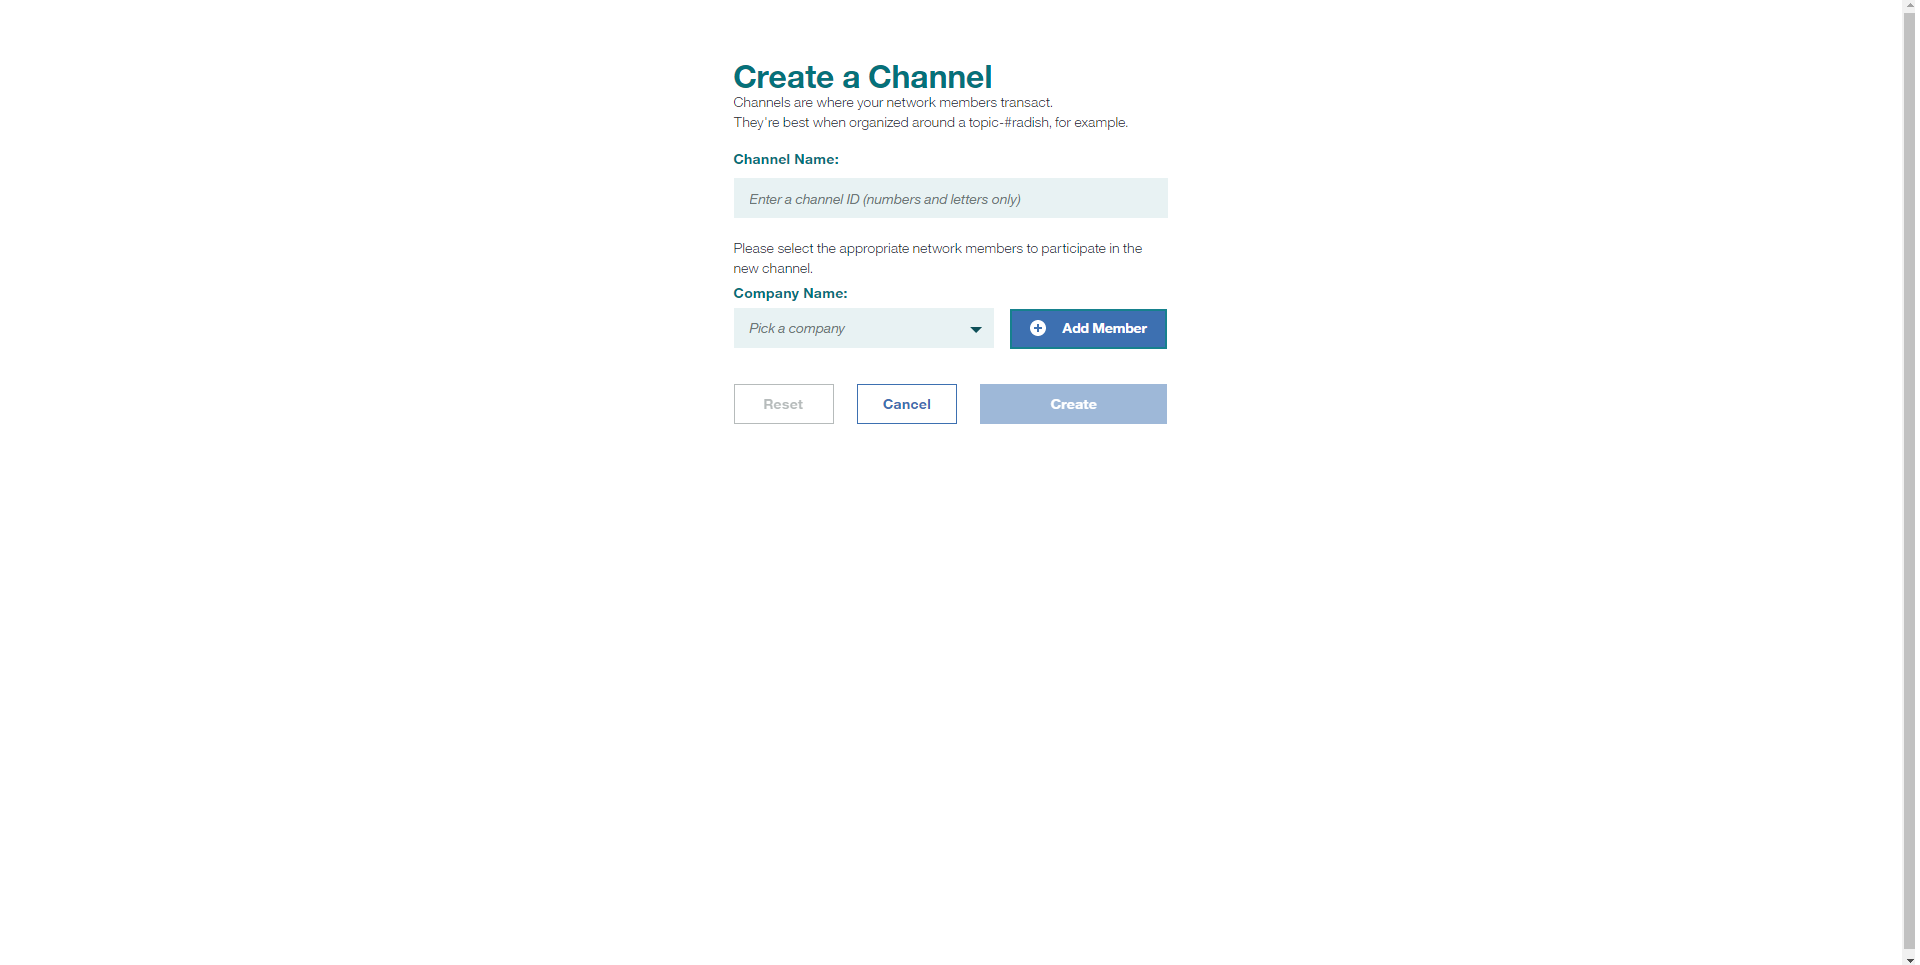 Create a Channel
Channels are where your network members transact.
They're best when organized around a topic-#radish, for example.
Channel Name:
Enter a channel ID (numbers and letters only)
Please select the appropriate network members to participate in the
new channel.
Company Name:
Pick a company
Add Member
Reset
Cancel
Create